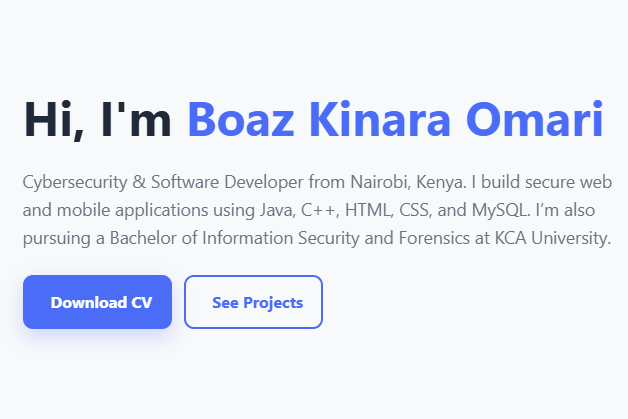 Hi, I'm Boaz Kinara Omari
Cybersecurity & Software Developer from Nairobi, Kenya. I build secure web
and mobile applications using Java, C++, HTML, CSS, and MySQL. I’m also
pursuing a Bachelor of Information Security and Forensics at KCA University.
Download CV
See Projects